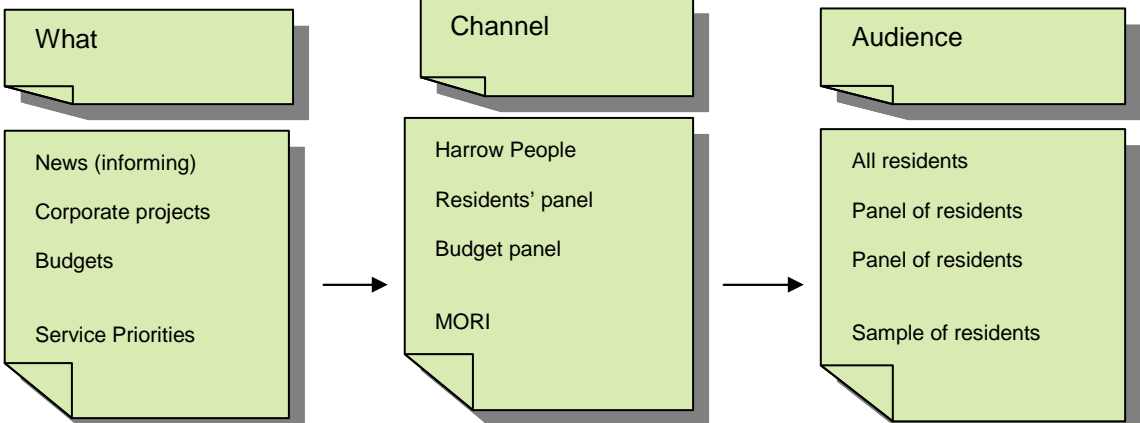 What
Channel
Audience
News (informing)
Corporate projects
Budgets
Service Priorities
Harrow People
Residents’ panel
Budget panel
MORI
All residents
Panel of residents
Panel of residents
Sample of residents